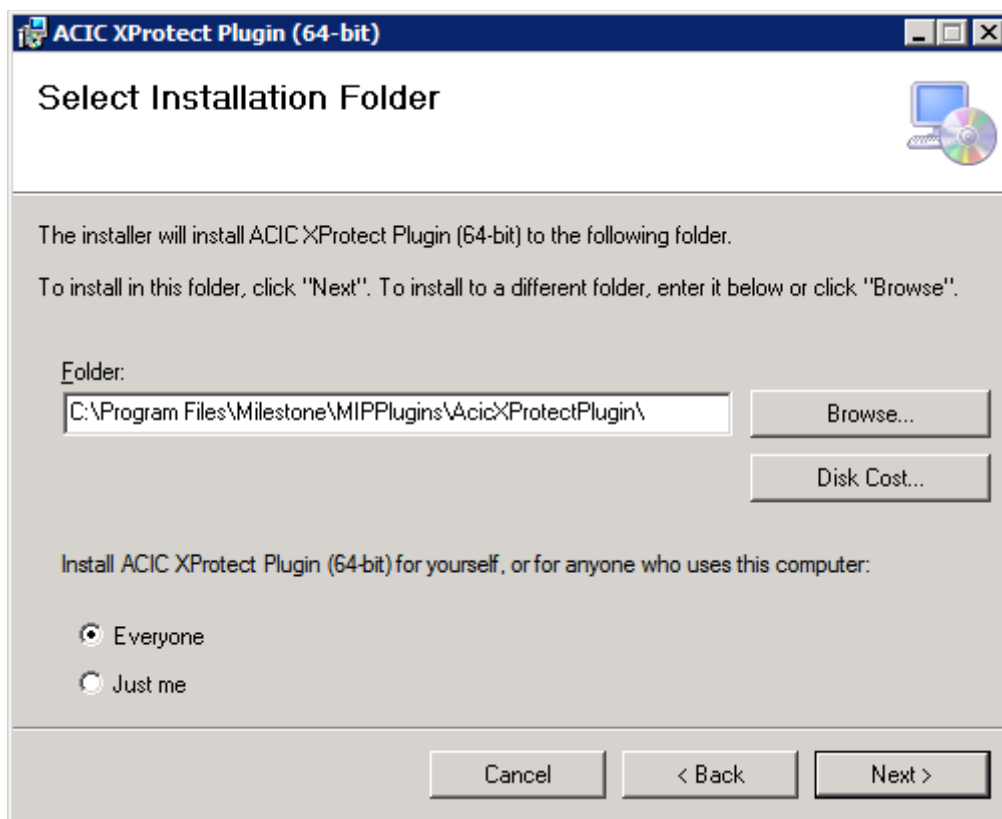 ACIC XProtect Plugin (64-bit)
Select Installation Folder
The installer will install ACIC XProtect Plugin (64-bit) to the following folder.
To install in this folder, click "Next". To install to a different folder, enter it below or click "Browse".
Folder:
C:\Program Files\Milestone\MIPPlugins\AcicXProtectPlugin\
Browse...
Disk Cost...
Install ACIC XProtect Plugin (64-bit) for yourself, or for anyone who uses this computer:
Everyone
Just me
Cancel
< Back
Next >